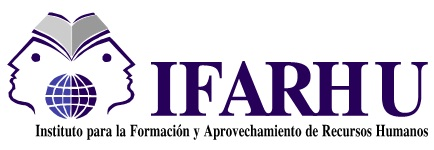 IFARHU
Instituto para la Formación y Aprovechamiento de Recursos Humanos